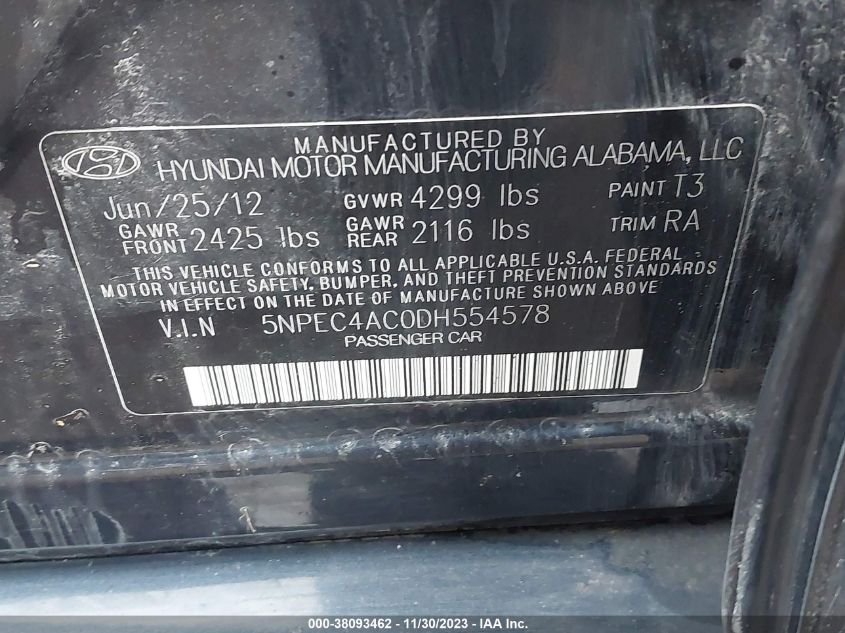 MANUFACTURED BY
HYUNDAI MOTOR MANUFACTURING ALABAMA, LLC
Jun/25/12 GVWR 4299 lbs PAINT T3
GAWR FRONT 2425 lbs GAWR REAR 2116 lbs TRIM RA
THIS VEHICLE CONFORMS TO ALL APPLICABLE U.S.A. FEDERAL
MOTOR VEHICLE SAFETY, BUMPER, AND THEFT PREVENTION STANDARDS
IN EFFECT ON THE DATE OF MANUFACTURE SHOWN ABOVE.
V.I.N 5NPEC4AC0DH554578
PASSENGER CAR
000-38093462 - 11/30/2023 - IAA Inc.